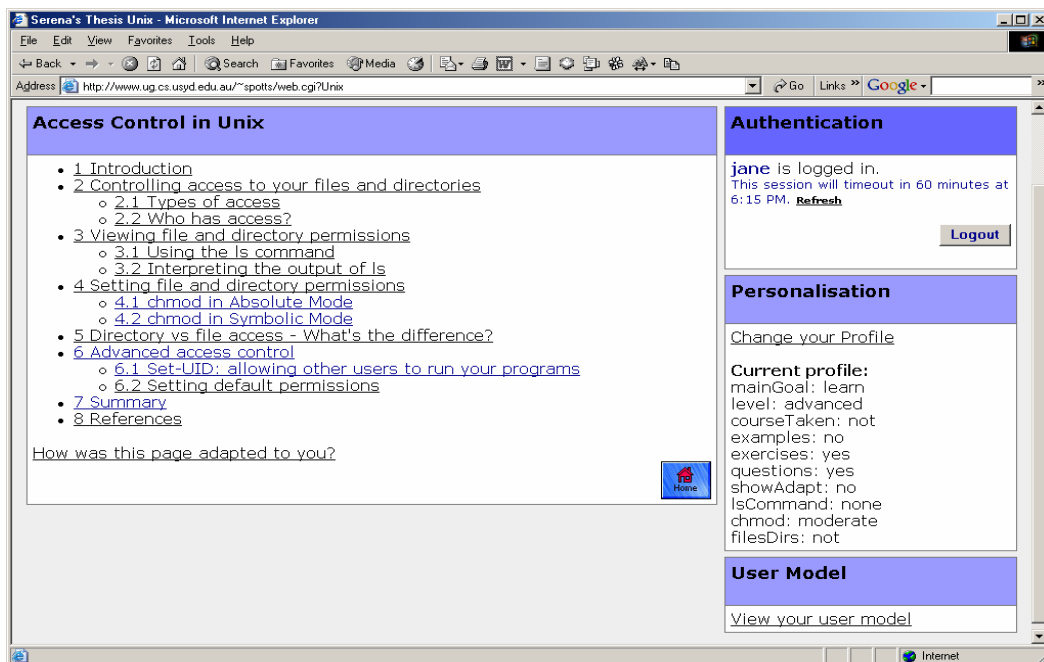 Serena's Thesis Unix - Microsoft Internet Explorer
File Edit View Favorites Tools Help
Back Search Favorites Media
Address http://www.ug.cs.usyd.edu.au/~spotts/web.cgi?Unix Go Links » Google »
Access Control in Unix
• 1 Introduction
• 2 Controlling access to your files and directories
○ 2.1 Types of access
○ 2.2 Who has access?
• 3 Viewing file and directory permissions
○ 3.1 Using the ls command
○ 3.2 Interpreting the output of ls
• 4 Setting file and directory permissions
○ 4.1 chmod in Absolute Mode
○ 4.2 chmod in Symbolic Mode
• 5 Directory vs file access - What's the difference?
• 6 Advanced access control
○ 6.1 Set-UID: allowing other users to run your programs
○ 6.2 Setting default permissions
• 7 Summary
• 8 References
How was this page adapted to you?
Home
Authentication
jane is logged in.
This session will timeout in 60 minutes at
6:15 PM. Refresh
Logout
Personalisation
Change your Profile
Current profile:
mainGoal: learn
level: advanced
courseTaken: not
examples: no
exercises: yes
questions: yes
showAdapt: no
lsCommand: none
chmod: moderate
filesDirs: not
User Model
View your user model
Internet